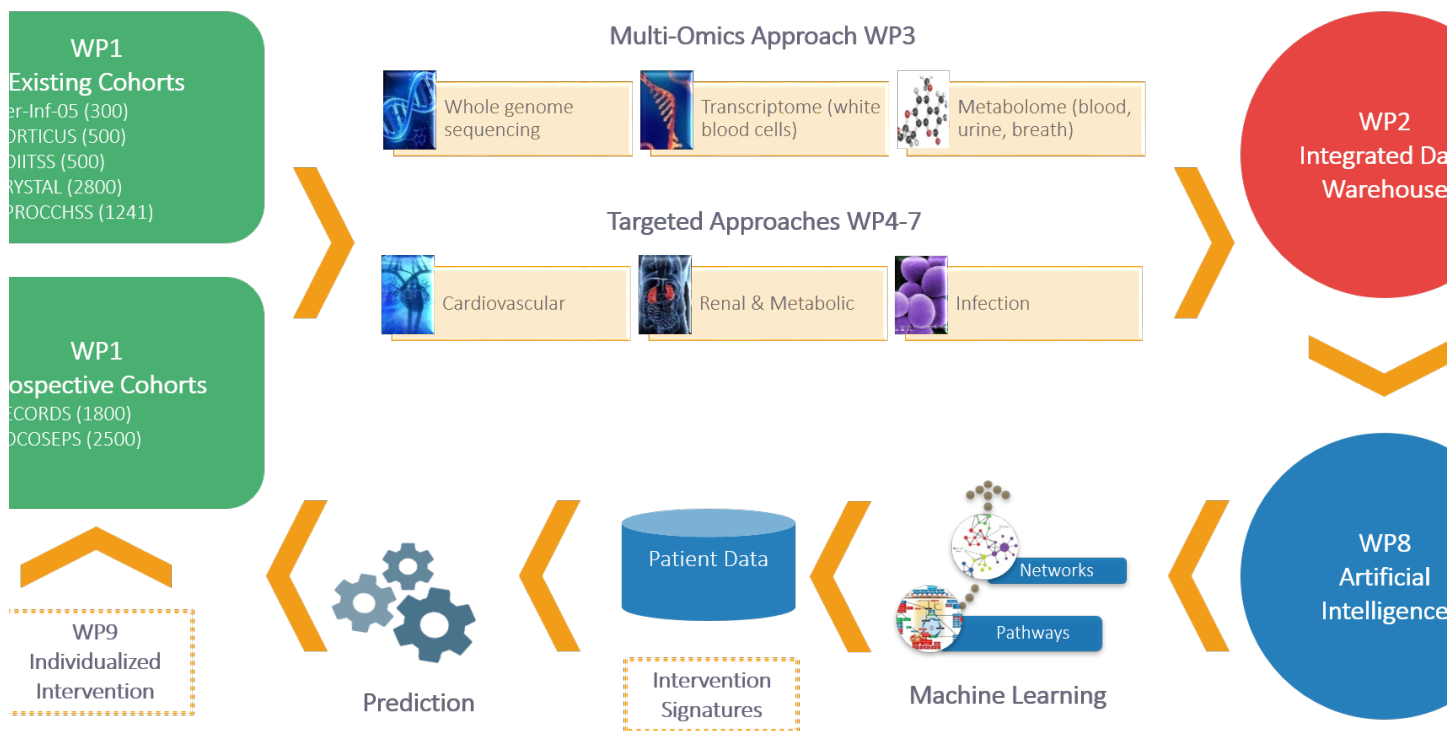 WP1
Existing Cohorts
er-Inf-05 (300)
ORTICUS (500)
OIITSS (500)
RYSTAL (2800)
PROCCHSS (1241)
Multi-Omics Approach WP3
Whole genome
sequencing
Transcriptome (white
blood cells)
Metabolome (blood,
urine, breath)
WP2
Integrated Da
Warehouse
Targeted Approaches WP4-7
Cardiovascular
Renal & Metabolic
Infection
WP1
ospective Cohorts
ECORDS (1800)
OCOSEPS (2500)
WP8
Artificial
Intelligence
Networks
Pathways
Machine Learning
Patient Data
Intervention
Signatures
Prediction
WP9
Individualized
Intervention